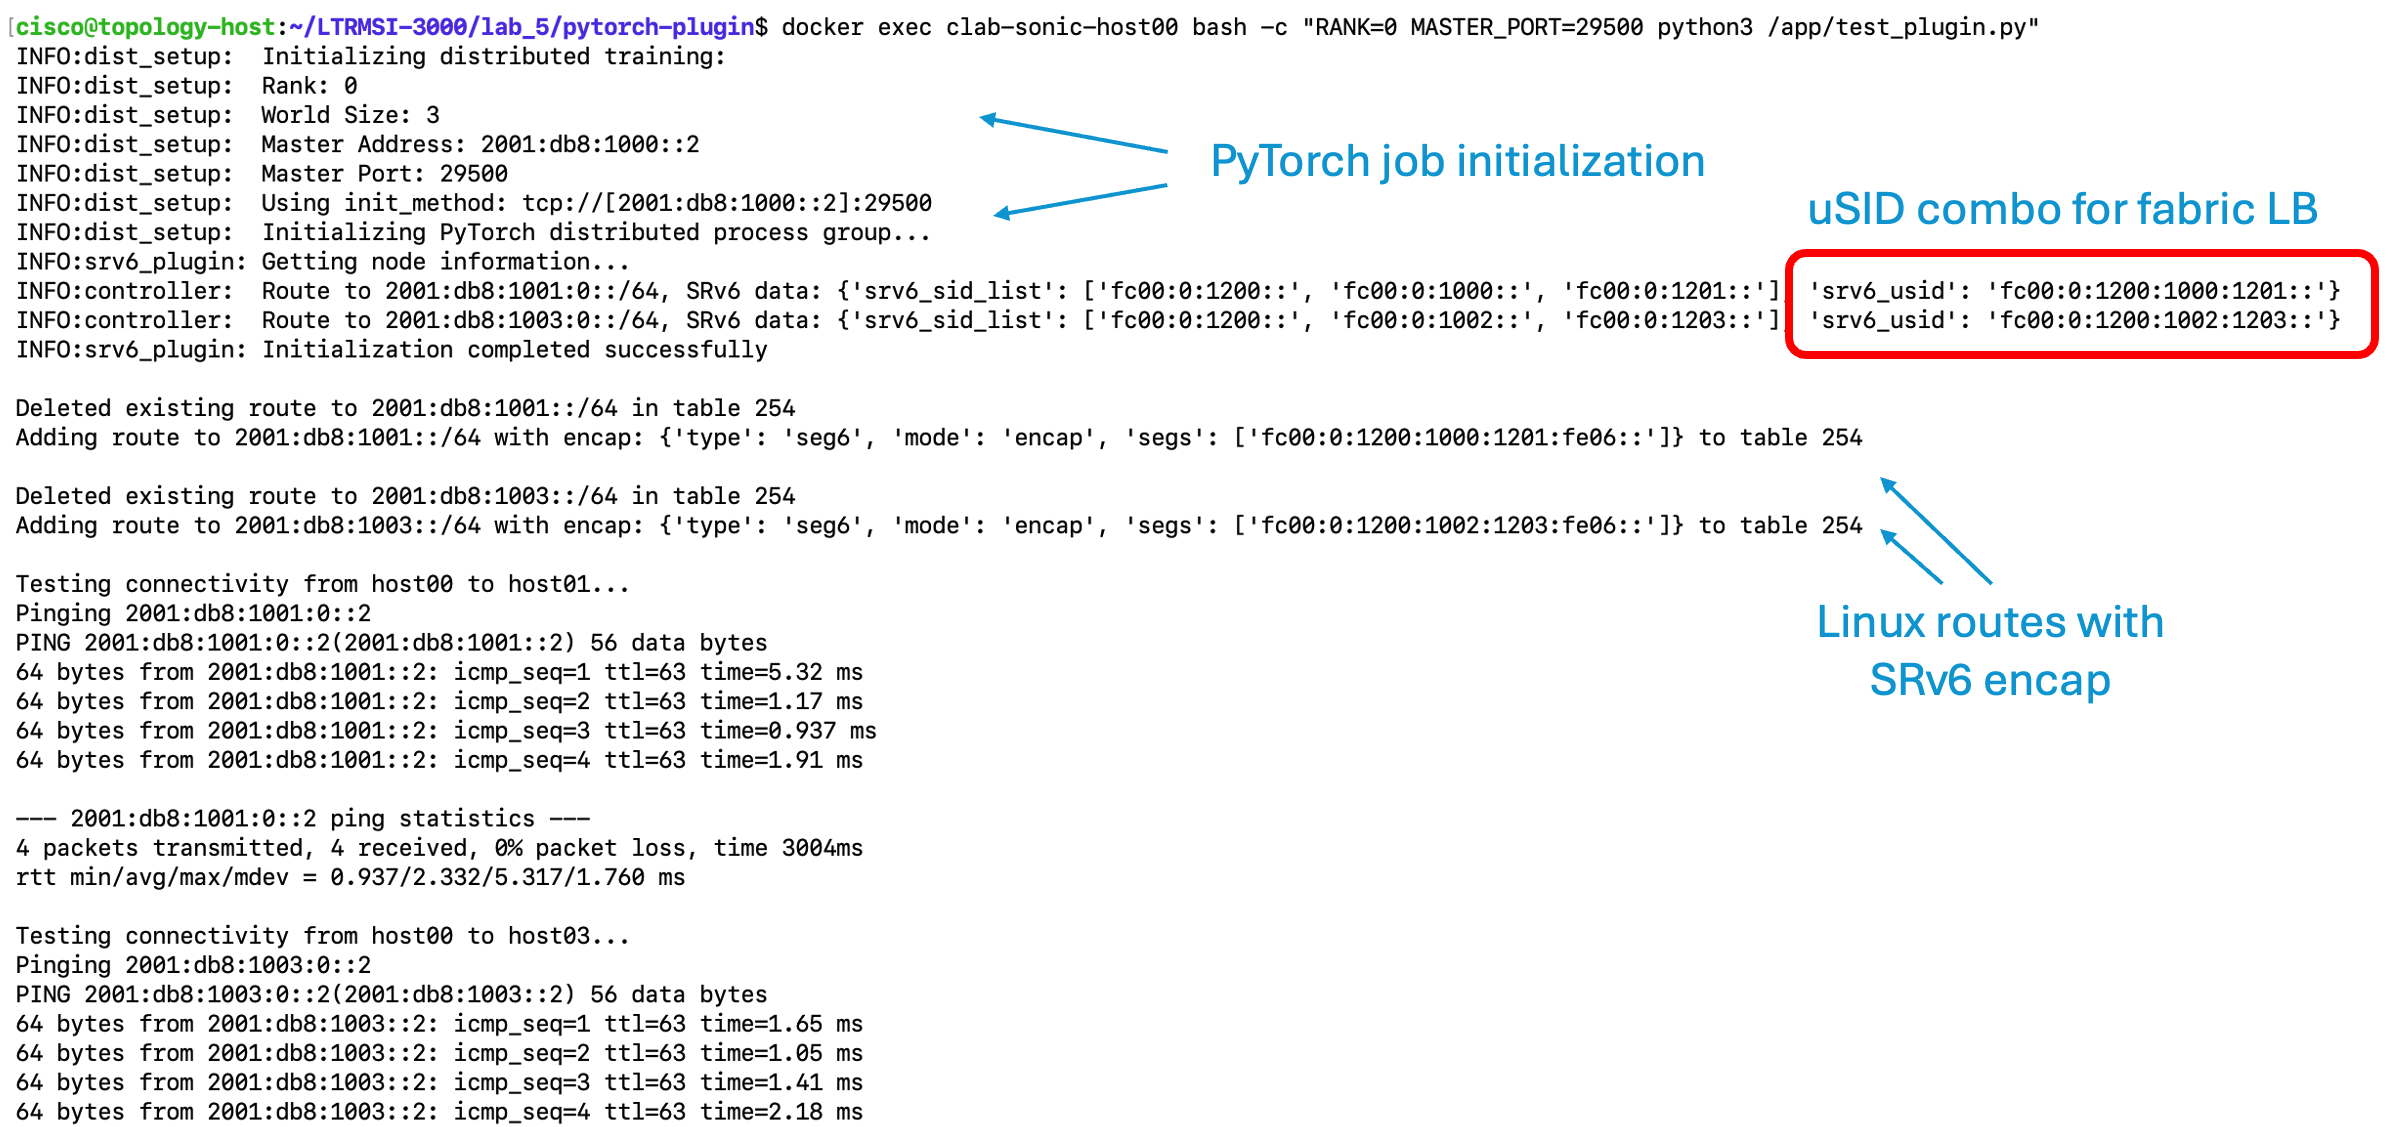 [cisco@topology-host:~/LTRMSI-3000/lab_5/pytorch-plugin$ docker exec clab-sonic-host00 bash -c "RANK=0 MASTER_PORT=29500 python3 /app/test_plugin.py"
INFO:dist_setup:  Initializing distributed training:
INFO:dist_setup:  Rank: 0
INFO:dist_setup:  World Size: 3
INFO:dist_setup:  Master Address: 2001:db8:1000::2
INFO:dist_setup:  Master Port: 29500
PyTorch job initialization
INFO:dist_setup:  Using init_method: tcp://[2001:db8:1000::2]:29500
uSID combo for fabric LB
INFO:dist_setup:  Initializing PyTorch distributed process group...
INFO:srv6_plugin: Getting node information...
INFO:controller:  Route to 2001:db8:1001:0::/64, SRv6 data: {'srv6_sid_list': ['fc00:0:1200::', 'fc00:0:1000::', 'fc00:0:1201::'], 'srv6_usid': 'fc00:0:1200:1000:1201::'}
INFO:controller:  Route to 2001:db8:1003:0::/64, SRv6 data: {'srv6_sid_list': ['fc00:0:1200::', 'fc00:0:1002::', 'fc00:0:1203::'], 'srv6_usid': 'fc00:0:1200:1002:1203::'}
INFO:srv6_plugin: Initialization completed successfully
Deleted existing route to 2001:db8:1001::/64 in table 254
Adding route to 2001:db8:1001::/64 with encap: {'type': 'seg6', 'mode': 'encap', 'segs': ['fc00:0:1200:1000:1201:fe06::']} to table 254
Deleted existing route to 2001:db8:1003::/64 in table 254
Adding route to 2001:db8:1003::/64 with encap: {'type': 'seg6', 'mode': 'encap', 'segs': ['fc00:0:1200:1002:1203:fe06::']} to table 254
Linux routes with
SRv6 encap
Testing connectivity from host00 to host01...
Pinging 2001:db8:1001:0::2
PING 2001:db8:1001:0::2(2001:db8:1001::2) 56 data bytes
64 bytes from 2001:db8:1001::2: icmp_seq=1 ttl=63 time=5.32 ms
64 bytes from 2001:db8:1001::2: icmp_seq=2 ttl=63 time=1.17 ms
64 bytes from 2001:db8:1001::2: icmp_seq=3 ttl=63 time=0.937 ms
64 bytes from 2001:db8:1001::2: icmp_seq=4 ttl=63 time=1.91 ms
--- 2001:db8:1001:0::2 ping statistics ---
4 packets transmitted, 4 received, 0% packet loss, time 3004ms
rtt min/avg/max/mdev = 0.937/2.332/5.317/1.760 ms
Testing connectivity from host00 to host03...
Pinging 2001:db8:1003:0::2
PING 2001:db8:1003:0::2(2001:db8:1003::2) 56 data bytes
64 bytes from 2001:db8:1003::2: icmp_seq=1 ttl=63 time=1.65 ms
64 bytes from 2001:db8:1003::2: icmp_seq=2 ttl=63 time=1.05 ms
64 bytes from 2001:db8:1003::2: icmp_seq=3 ttl=63 time=1.41 ms
64 bytes from 2001:db8:1003::2: icmp_seq=4 ttl=63 time=2.18 ms